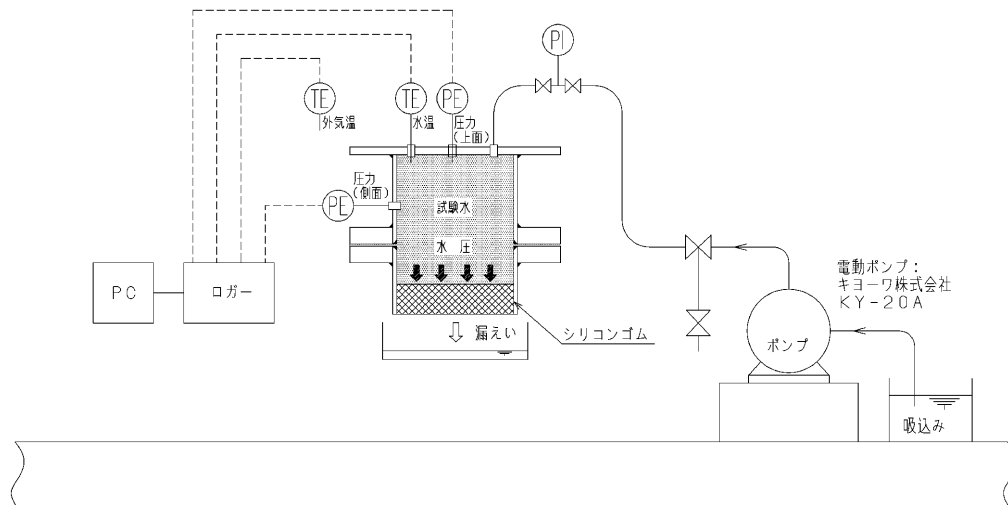 PI
TE
外気温
TE
水温
PE
圧力
(上面)
圧力
(側面)
PE
試験水
水 圧
PC
ロガー
漏えい
シリコンゴム
電動ポンプ：
キョーワ株式会社
KY-20A
ポンプ
吸込み